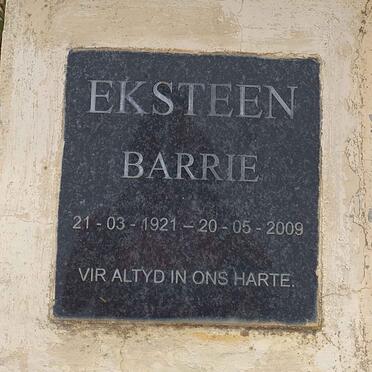 EKSTEEN
BARRIE
21 - 03 - 1921 – 20 - 05 - 2009
VIR ALTYD IN ONS HARTE.